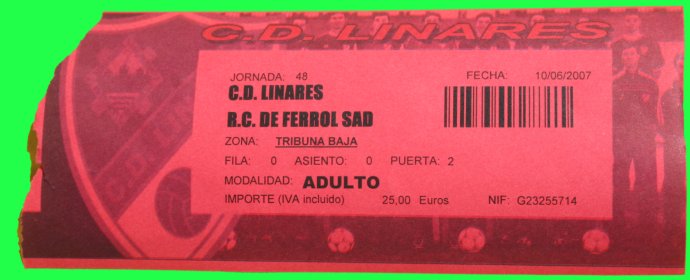 C.D. LINARES
JORNADA: 48 FECHA: 10/06/2007
C.D. LINARES
R.C. DE FERROL SAD
ZONA: TRIBUNA BAJA
FILA: 0 ASIENTO: 0 PUERTA: 2
MODALIDAD: ADULTO
IMPORTE (IVA incluido) 25,00 Euros NIF: G23255714